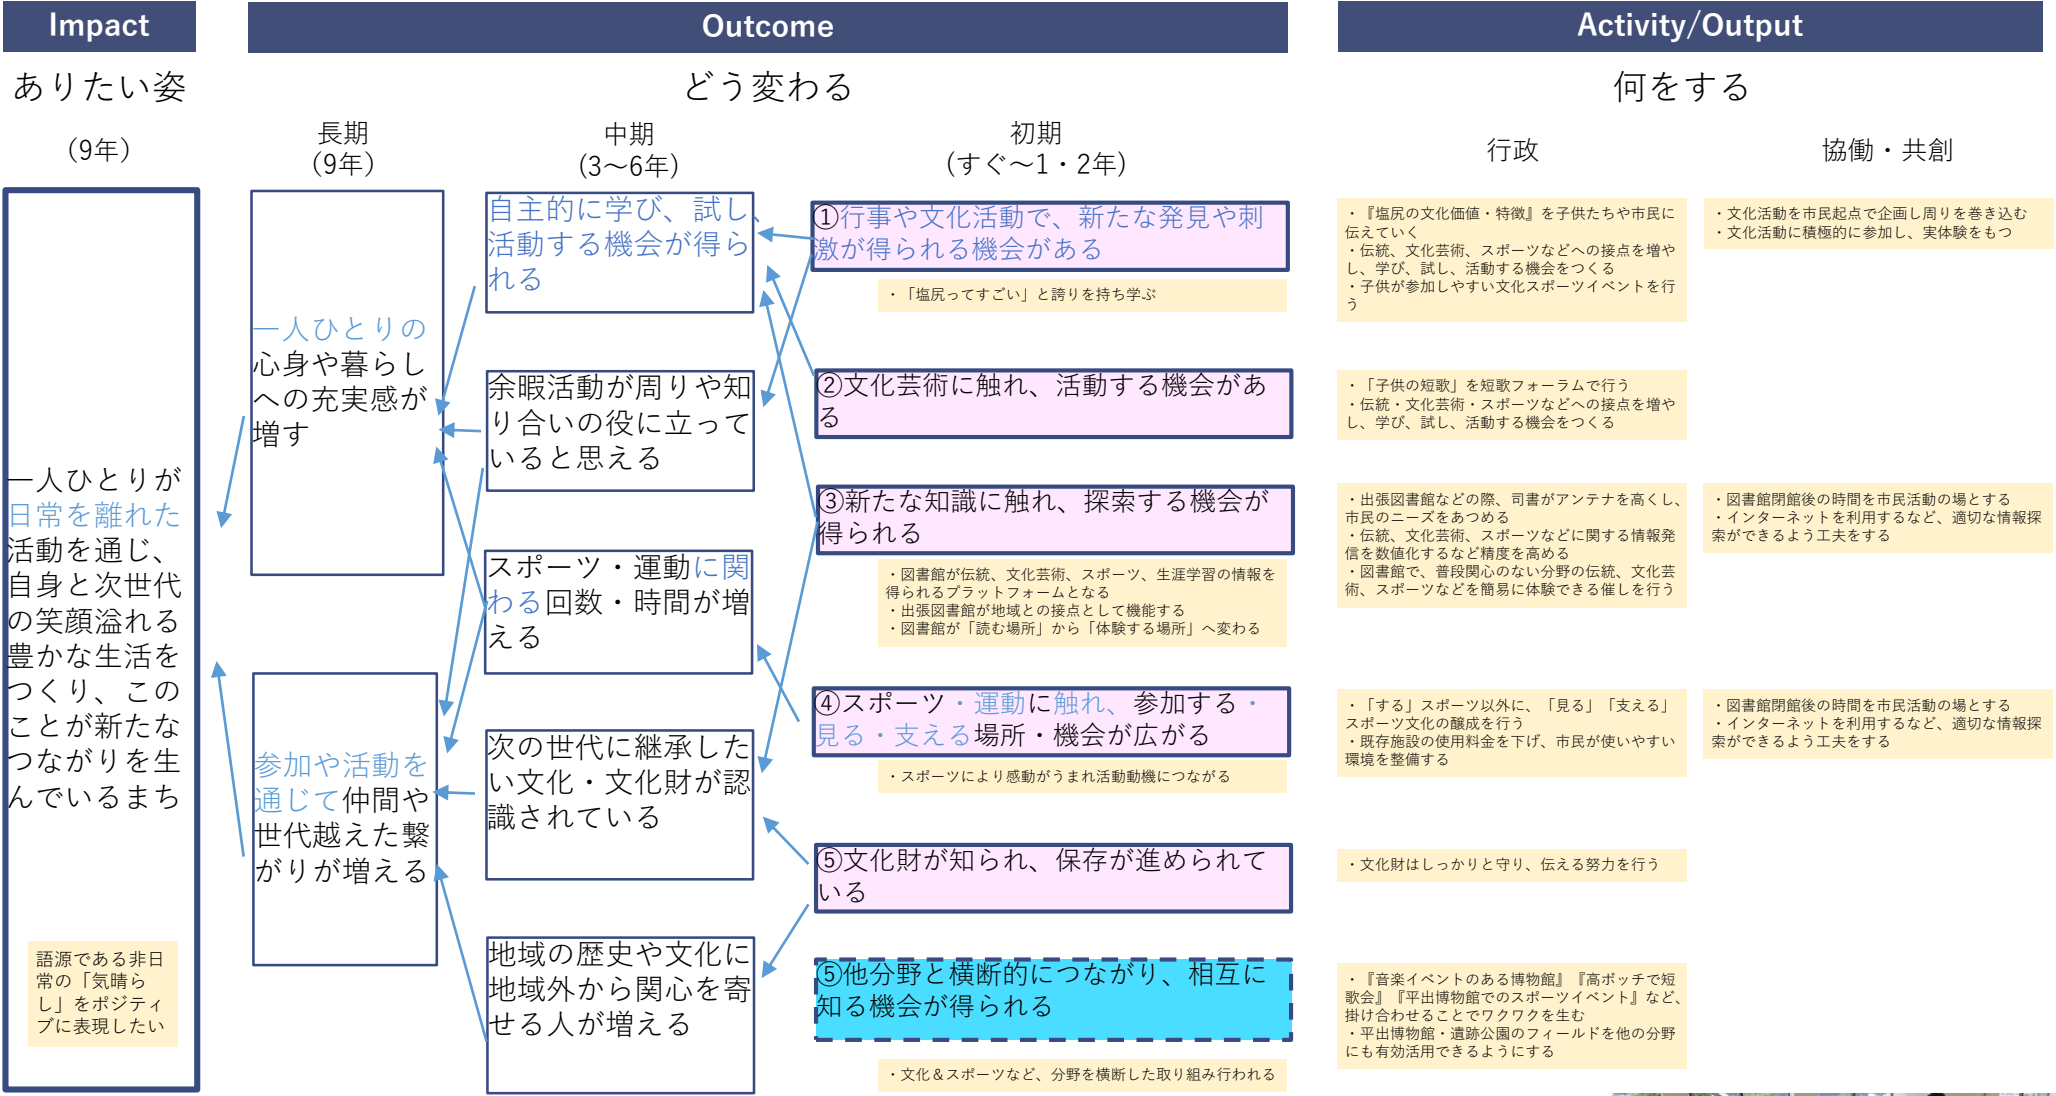 Impact
Outcome
Activity/Output
ありたい姿
どう変わる
何をする
（9年）
長期
（9年）
中期
(3〜6年)
初期
（すぐ〜1・2年）
行政
協働・共創
一人ひとりが
日常を離れた
活動を通じ、
自身と次世代
の笑顔溢れる
豊かな生活を
つくり、この
ことが新たな
つながりを生
んでいるまち
語源である非日
常の「気晴ら
し」をポジティ
ブに表現したい
一人ひとりの
心身や暮らし
への充実感が
増す
参加や活動を
通じて仲間や
世代越えた繋
がりが増える
自主的に学び、試し、
活動する機会が得ら
れる
余暇活動が周りや知
り合いの役に立って
いると思える
スポーツ・運動に関
わる回数・時間が増
える
次の世代に継承した
い文化・文化財が認
識されている
地域の歴史や文化に
地域外から関心を寄
せる人が増える
①行事や文化活動で、新たな発見や刺
激が得られる機会がある
・「塩尻ってすごい」と誇りを持ち学ぶ
②文化芸術に触れ、活動する機会があ
る
③新たな知識に触れ、探索する機会が
得られる
・図書館が伝統、文化芸術、スポーツ、生涯学習の情報を
得られるプラットフォームとなる
・出張図書館が地域との接点として機能する
・図書館が「読む場所」から「体験する場所」へ変わる
④スポーツ・運動に触れ、参加する・
見る・支える場所・機会が広がる
・スポーツにより感動がうまれ活動動機につながる
⑤文化財が知られ、保存が進められて
いる
⑤他分野と横断的につながり、相互に
知る機会が得られる
・文化＆スポーツなど、分野を横断した取り組み行われる
・『塩尻の文化価値・特徴』を子供たちや市民に
伝えていく
・伝統、文化芸術、スポーツなどへの接点を増や
し、学び、試し、活動する機会をつくる
・子供が参加しやすい文化スポーツイベントを行
う
・文化活動を市民起点で企画し周りを巻き込む
・文化活動に積極的に参加し、実体験をもつ
・「子供の短歌」を短歌フォーラムで行う
・伝統・文化芸術・スポーツなどへの接点を増や
し、学び、試し、活動する機会をつくる
・出張図書館などの際、司書がアンテナを高くし、
市民のニーズをあつめる
・伝統、文化芸術、スポーツなどに関する情報発
信を数値化するなど精度を高める
・図書館で、普段関心のない分野の伝統、文化芸
術、スポーツなどを簡易に体験できる催しを行う
・図書館閉館後の時間を市民活動の場とする
・インターネットを利用するなど、適切な情報探
索ができるよう工夫をする
・「する」スポーツ以外に、「見る」「支える」
スポーツ文化の醸成を行う
・既存施設の使用料金を下げ、市民が使いやすい
環境を整備する
・図書館閉館後の時間を市民活動の場とする
・インターネットを利用するなど、適切な情報探
索ができるよう工夫をする
・文化財はしっかりと守り、伝える努力を行う
・『音楽イベントのある博物館』『高ボッチで短
歌会』『平出博物館でのスポーツイベント』など、
掛け合わせることでワクワクを生む
・平出博物館・遺跡公園のフィールドを他の分野
にも有効活用できるようにする